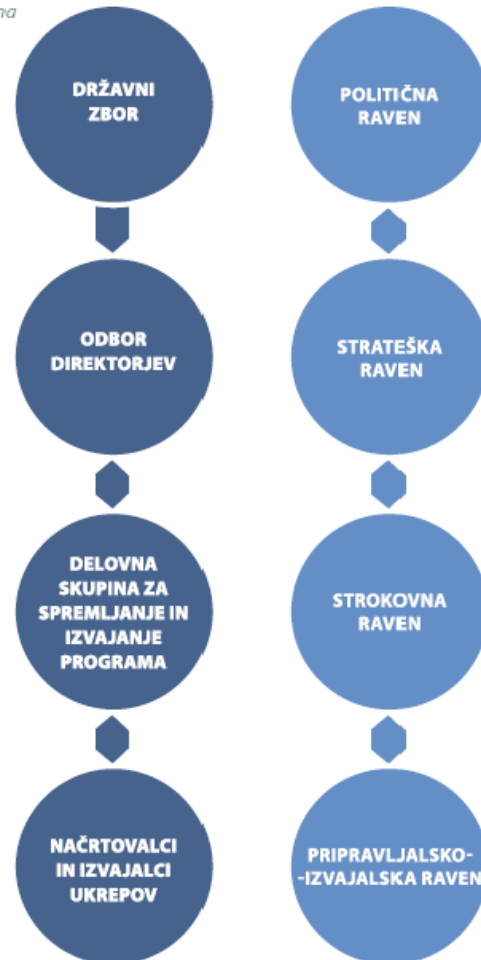 DRŽAVNI
ZBOR
POLITIČNA
RAVEN
ODBOR
DIREKTORJEV
STRATEŠKA
RAVEN
DELOVNA
SKUPINA ZA
SPREMLJANJE IN
IZVAJANJE
PROGRAMA
STROKOVNA
RAVEN
NAČRTOVALCI
IN IZVAJALCI
UKREPOV
PRIPRAVLJALSKO-
-IZVAJALSKA RAVEN